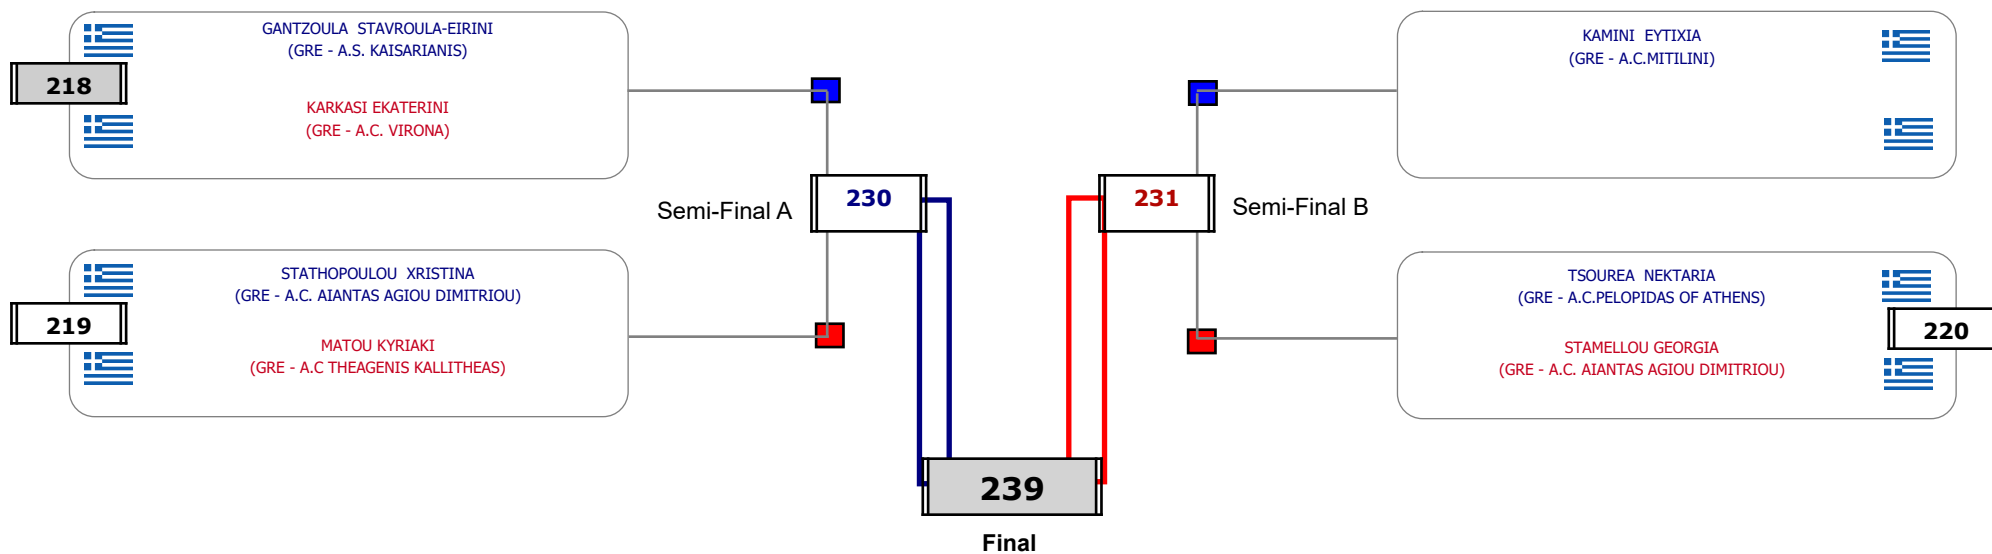 GANTZOULA STAVROULA-EIRINI
(GRE - A.S. KAISARIANIS)
218
KARKASI EKATERINI
(GRE - A.C. VIRONA)
STATHOPOULOU XRISTINA
(GRE - A.C. AIANTAS AGIOU DIMITRIOU)
219
MATOU KYRIAKI
(GRE - A.C THEAGENIS KALLITHEAS)
Semi-Final A
230
231
Semi-Final B
KAMINI EYTIXIA
(GRE - A.C.MITILINI)
TSOUREA NEKTARIA
(GRE - A.C.PELOPIDAS OF ATHENS)
220
STAMELLOU GEORGIA
(GRE - A.C. AIANTAS AGIOU DIMITRIOU)
239
Final